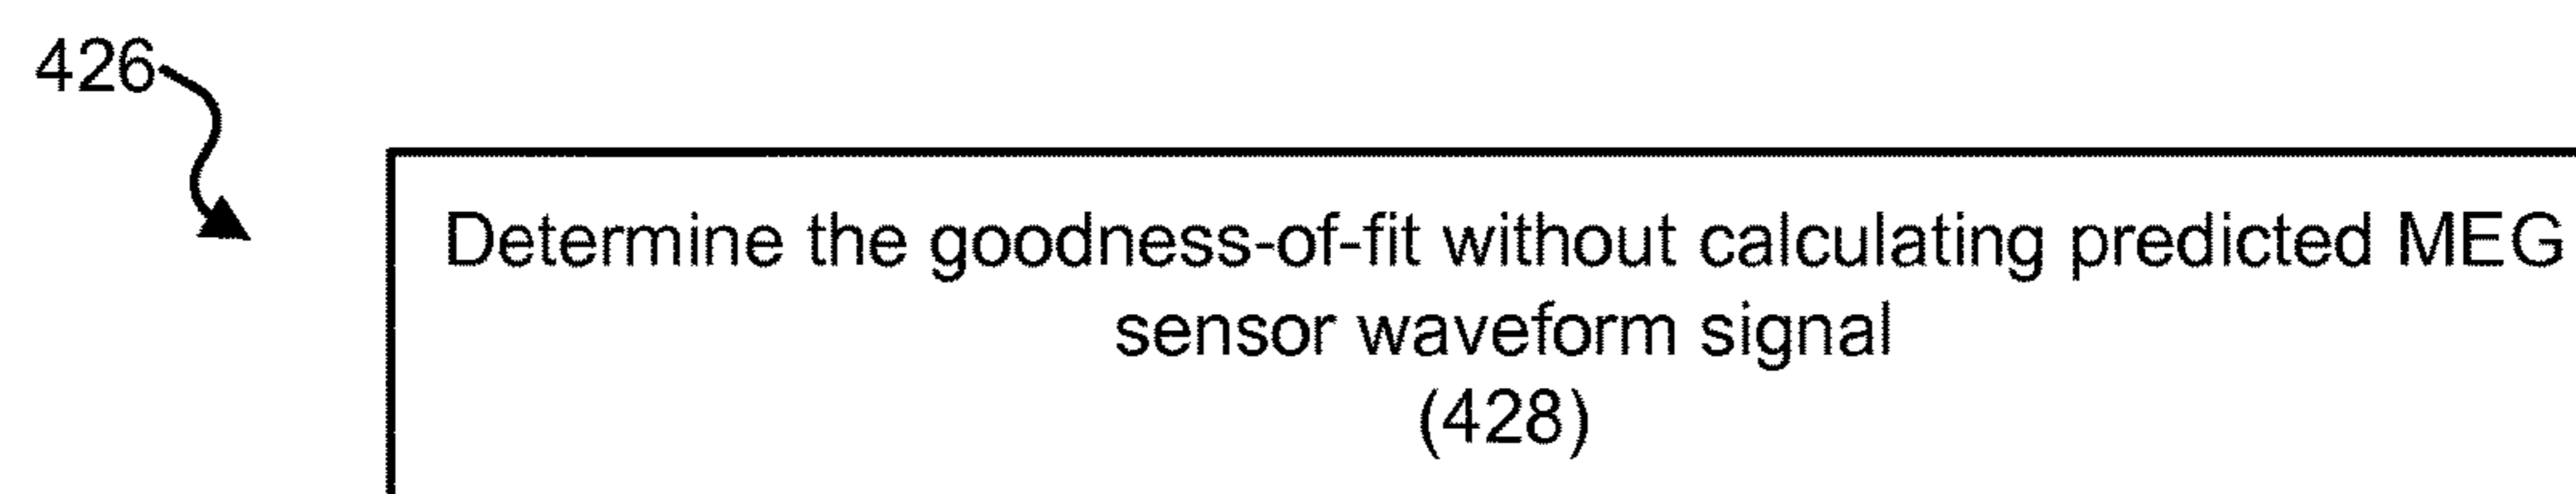 426
Determine the goodness-of-fit without calculating predicted MEG
sensor waveform signal
(428)